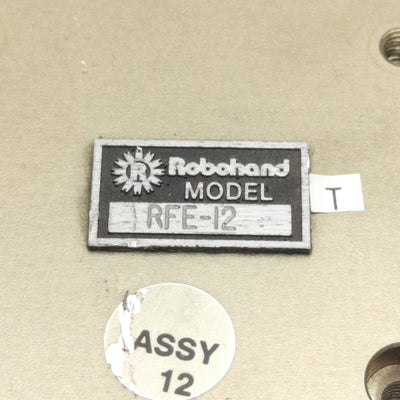 R Robohand
MODEL
RFE-12
T
ASSY
12